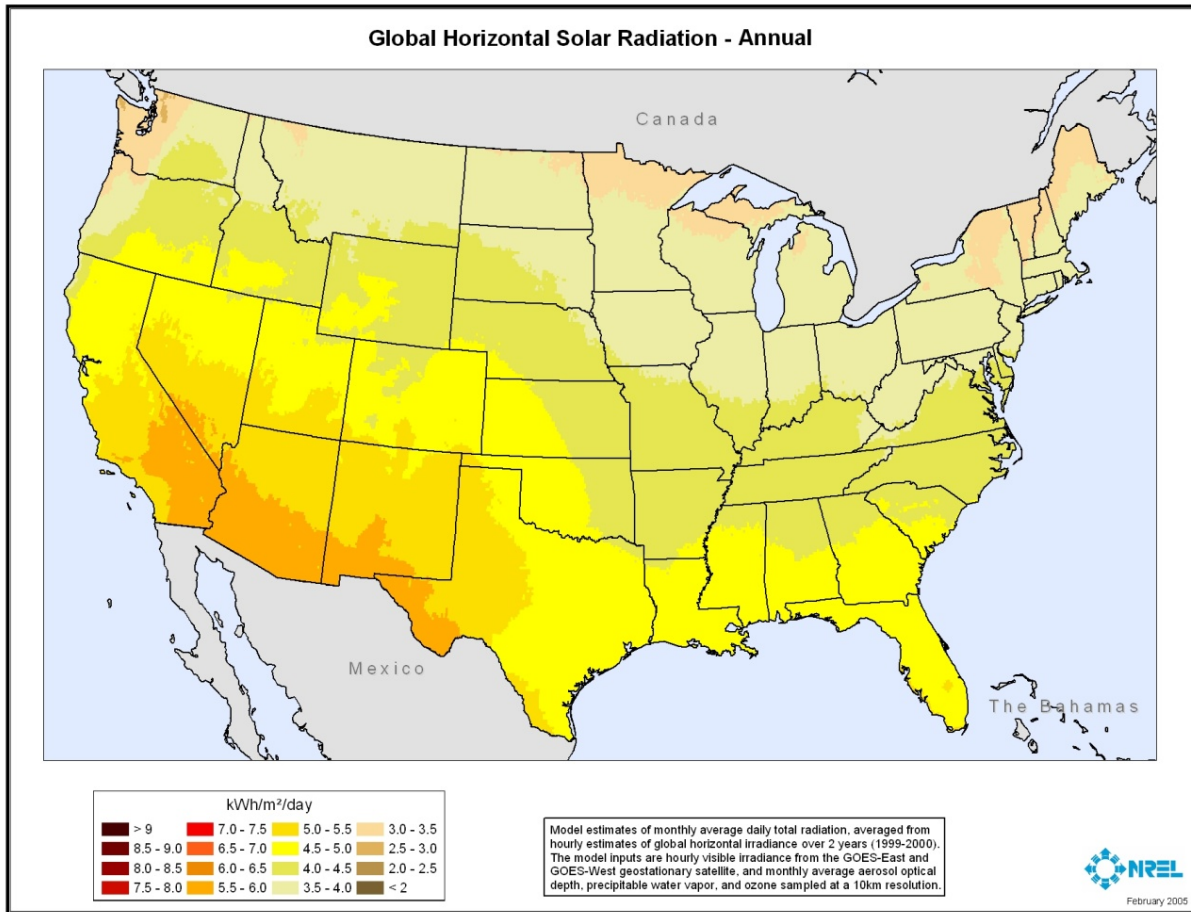 Global Horizontal Solar Radiation - Annual
Canada
Mexico
The Bahamas
kWh/m²/day
> 9
8.5 - 9.0
8.0 - 8.5
7.5 - 8.0
7.0 - 7.5
6.5 - 7.0
6.0 - 6.5
5.5 - 6.0
5.0 - 5.5
4.5 - 5.0
4.0 - 4.5
3.5 - 4.0
3.0 - 3.5
2.5 - 3.0
2.0 - 2.5
< 2
Model estimates of monthly average daily total radiation, averaged from
hourly estimates of global horizontal irradiance over 2 years (1999-2000).
The model inputs are hourly visible irradiance from the GOES-East and
GOES-West geostationary satellite, and monthly average aerosol optical
depth, precipitable water vapor, and ozone sampled at a 10km resolution.
NREL
February 2005